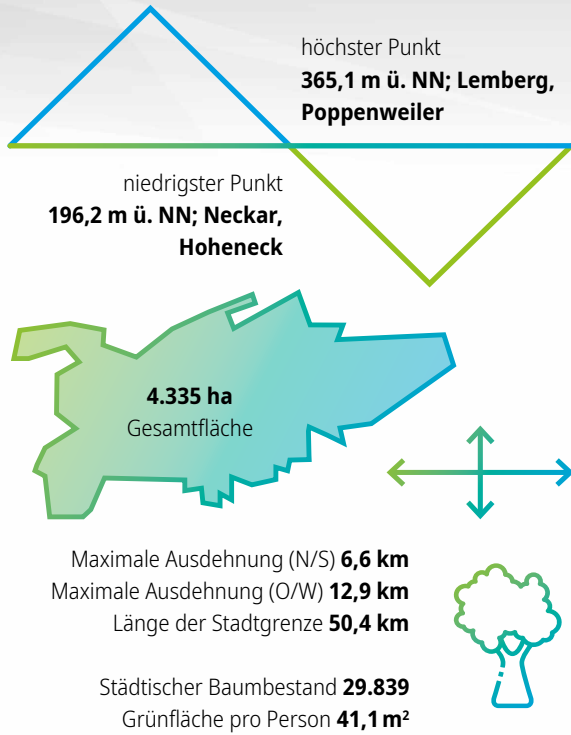 höchster Punkt
365,1 m ü. NN; Lemberg,
Poppenweiler
niedrigster Punkt
196,2 m ü. NN; Neckar,
Hoheneck
4.335 ha
Gesamtfläche
Maximale Ausdehnung (N/S) 6,6 km
Maximale Ausdehnung (O/W) 12,9 km
Länge der Stadtgrenze 50,4 km
Städtischer Baumbestand 29.839
Grünfläche pro Person 41,1 m²